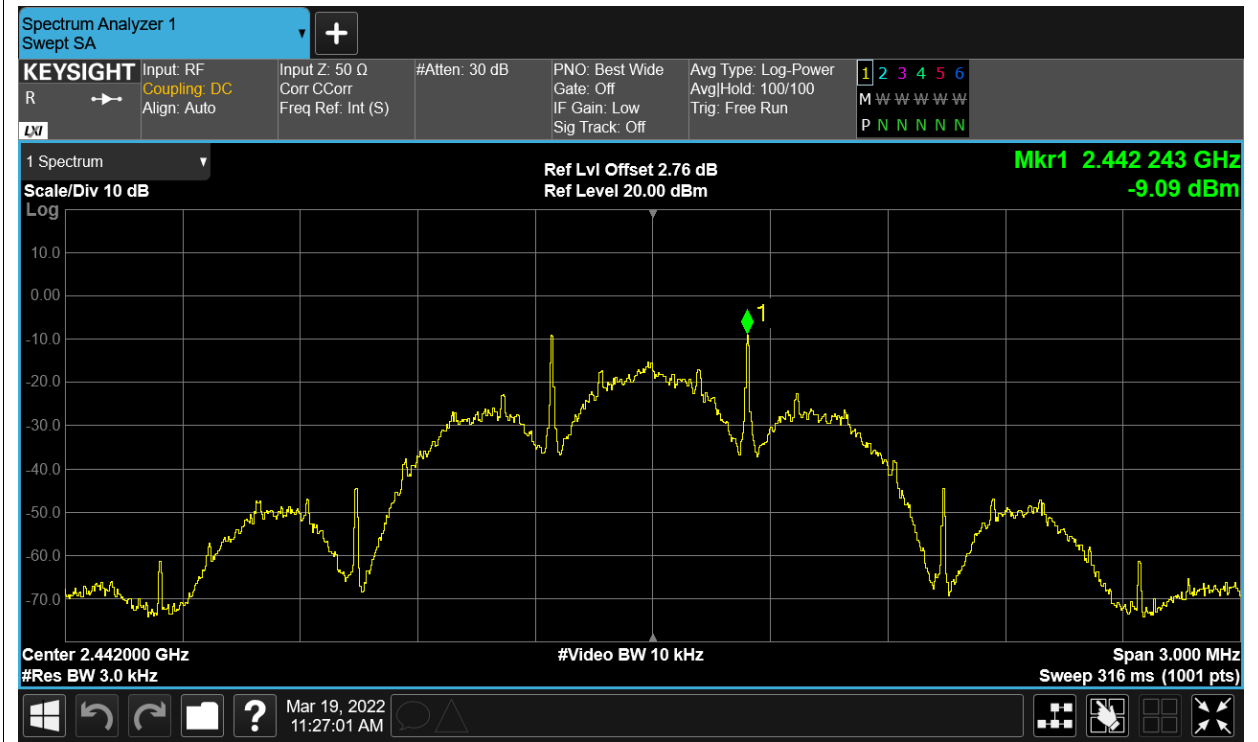 Spectrum Analyzer 1
Swept SA
KEYSIGHT
R
LXI
Input: RF
Coupling: DC
Align: Auto
Input Z: 50 Ω
Corr CCorr
Freq Ref: Int (S)
#Atten: 30 dB
PNO: Best Wide
Gate: Off
IF Gain: Low
Sig Track: Off
Avg Type: Log-Power
Avg|Hold: 100/100
Trig: Free Run
1 2 3 4 5 6
M W W W W W
P N N N N N
1 Spectrum
Scale/Div 10 dB
Log
Ref Lvl Offset 2.76 dB
Ref Level 20.00 dBm
Mkr1 2.442 243 GHz
-9.09 dBm
10.0
0.00
1
-10.0
-20.0
-30.0
-40.0
-50.0
-60.0
-70.0
Center 2.442000 GHz
#Res BW 3.0 kHz
#Video BW 10 kHz
Span 3.000 MHz
Sweep 316 ms (1001 pts)
?
Mar 19, 2022
11:27:01 AM